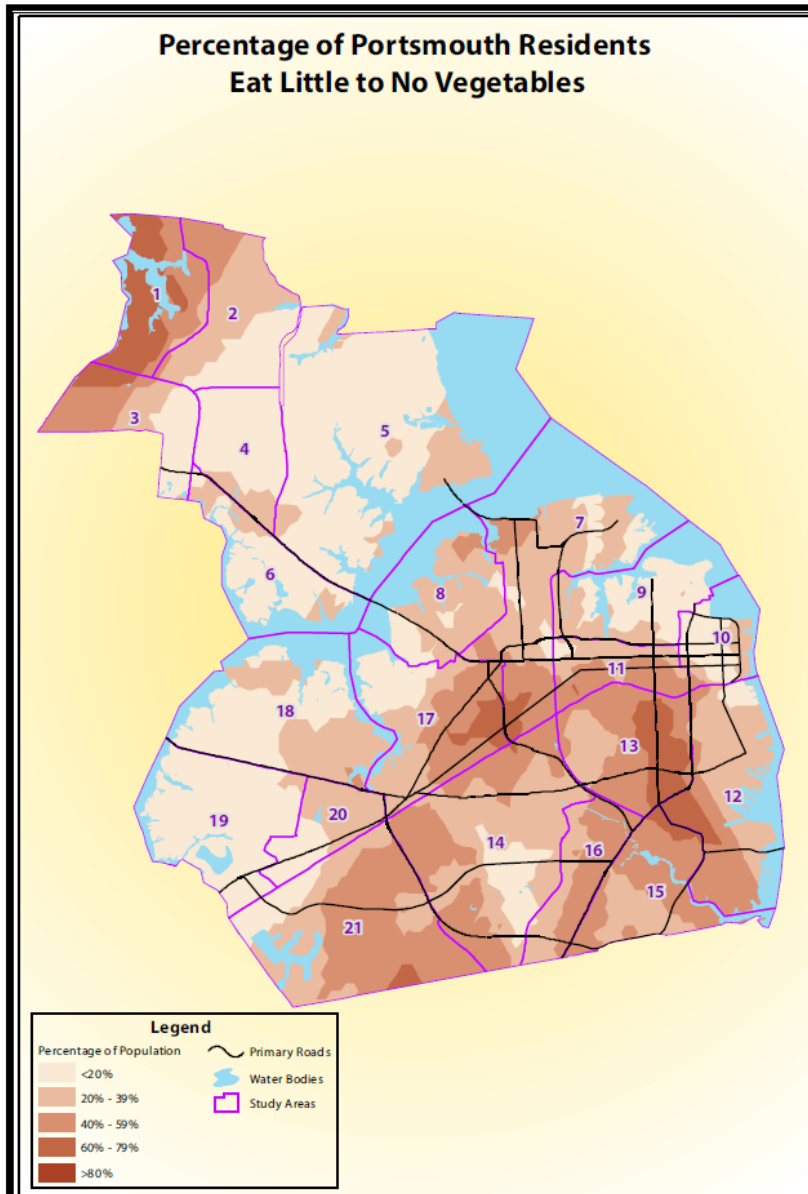 Percentage of Portsmouth Residents
Eat Little to No Vegetables
1
2
3
4
5
6
7
8
9
10
11
12
13
14
15
16
17
18
19
20
21
Legend
Percentage of Population
<20%
20% - 39%
40% - 59%
60% - 79%
>80%
Primary Roads
Water Bodies
Study Areas